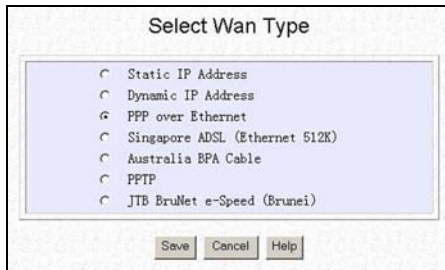 Select Wan Type
Static IP Address
Dynamic IP Address
PPP over Ethernet
Singapore ADSL (Ethernet 512K)
Australia BPA Cable
PPTP
JTB BruNet e-Speed (Brunei)
Save Cancel Help